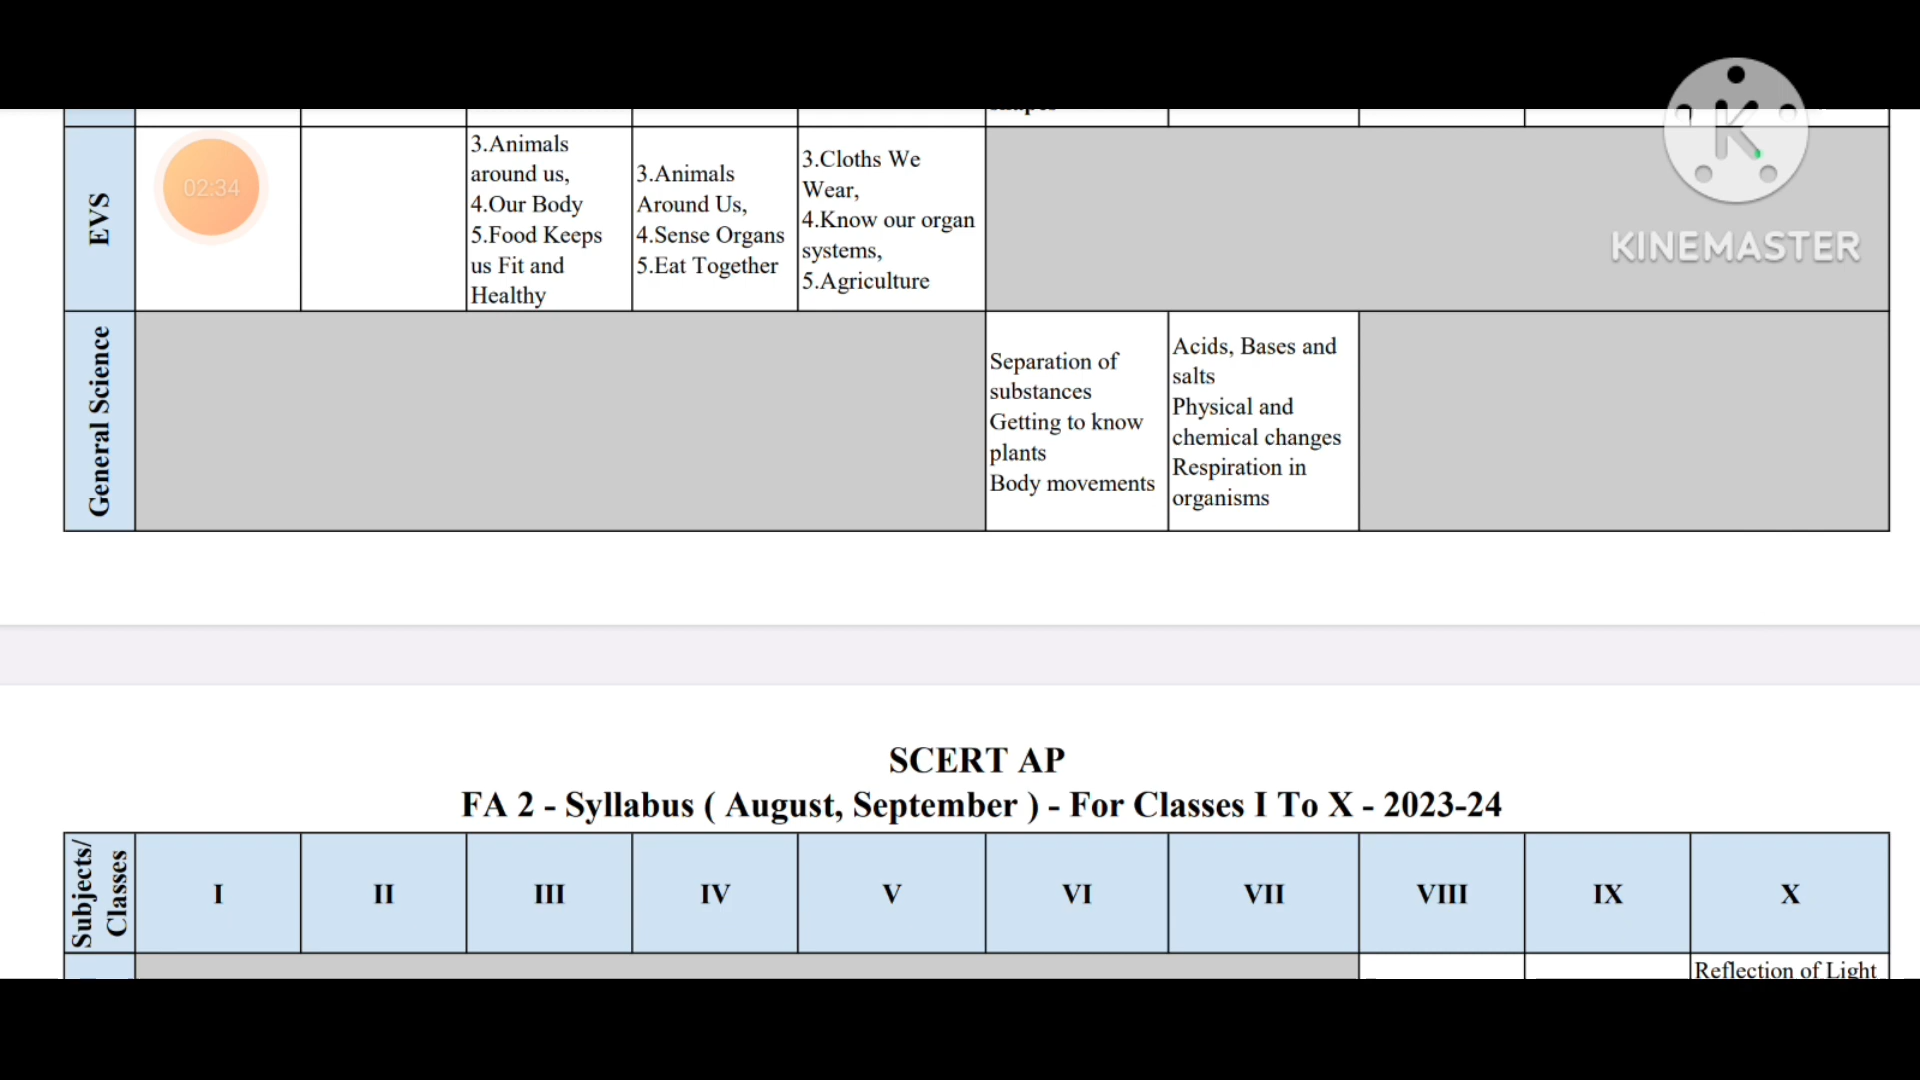 EVS
02:34
3.Animals
around us,
4.Our Body
5.Food Keeps
us Fit and
Healthy
3.Animals
Around Us,
4.Sense Organs
5.Eat Together
3.Cloths We
Wear,
4.Know our organ
systems,
5.Agriculture
KINEMASTER
General Science
Separation of
substances
Getting to know
plants
Body movements
Acids, Bases and
salts
Physical and
chemical changes
Respiration in
organisms
SCERT AP
FA 2 - Syllabus ( August, September ) - For Classes I To X - 2023-24
Subjects/
Classes
I
II
III
IV
V
VI
VII
VIII
IX
X
Reflection of Light